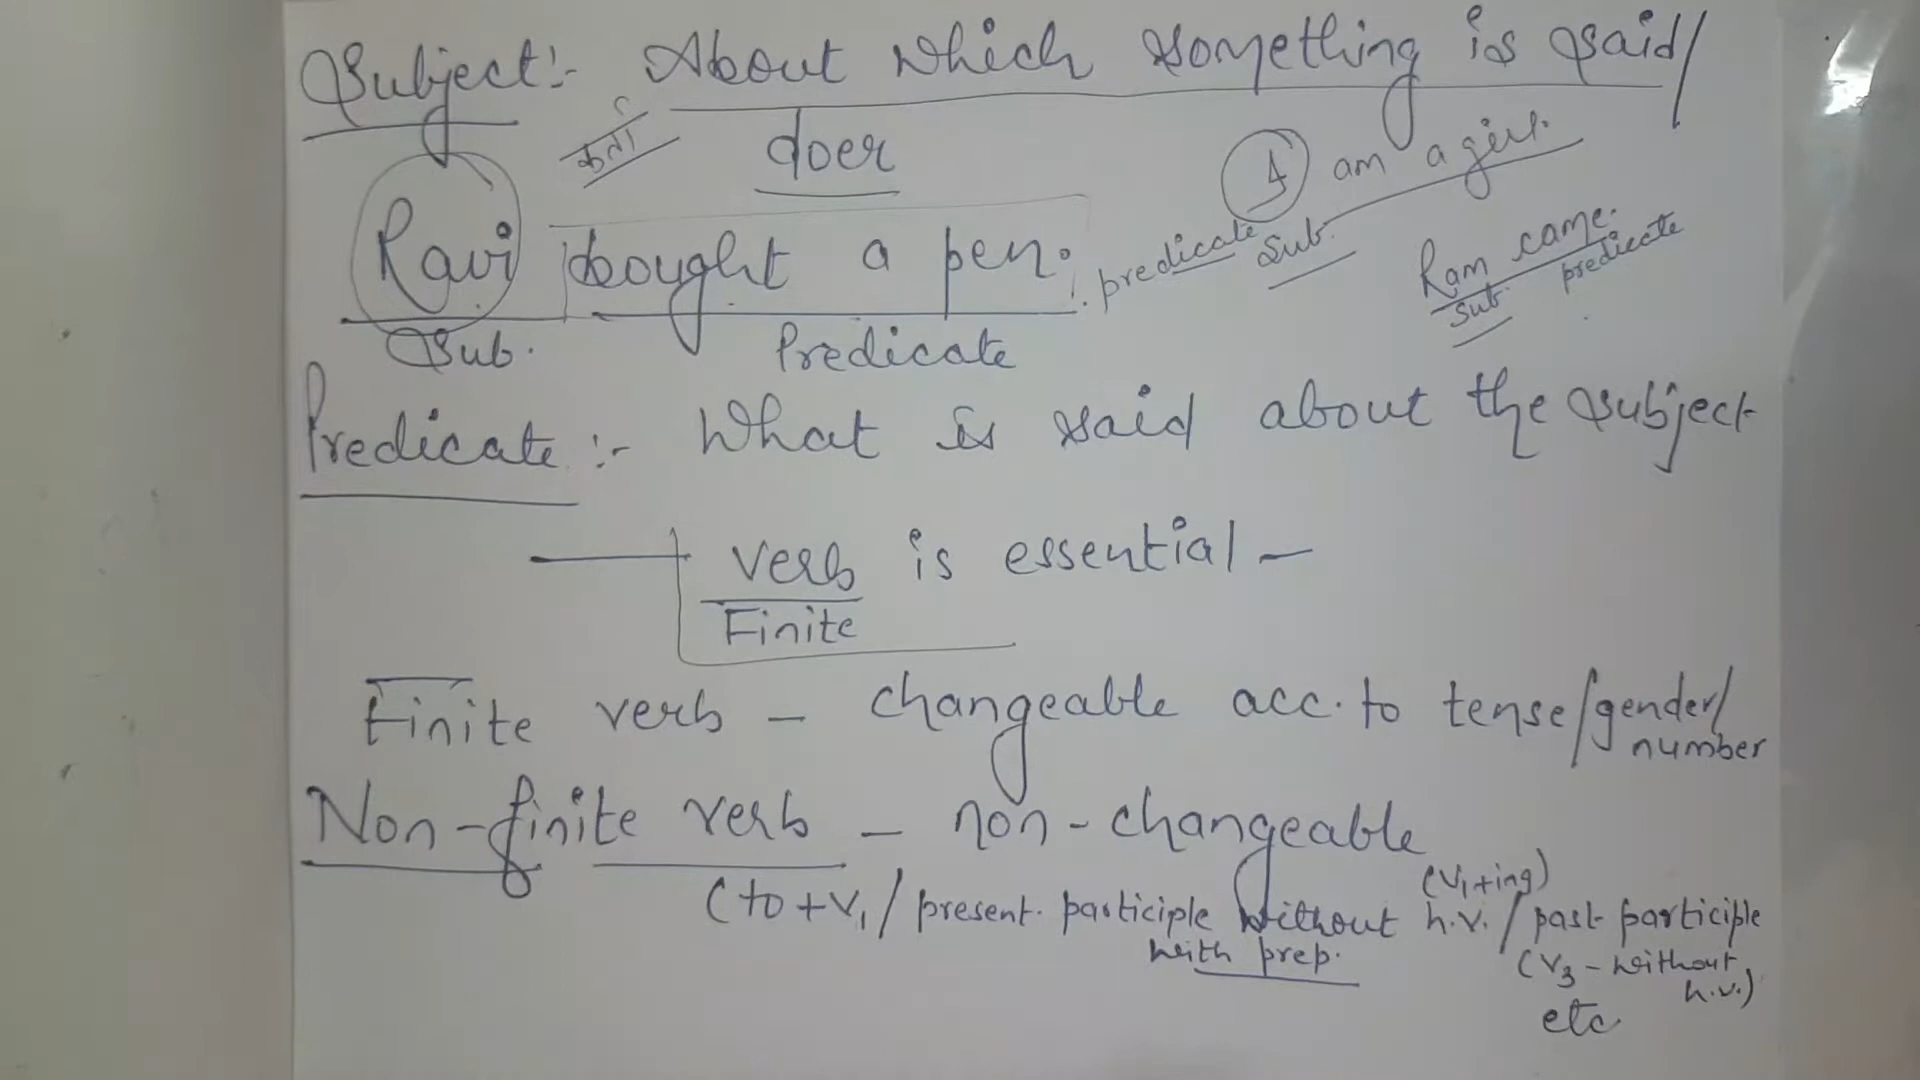 Subject :- About which something is said/
कर्ता doer
I am a girl.
Sub. predicate
Ravi bought a pen.
Sub. Predicate
Ram came.
Sub. predicate
Predicate :- What is said about the subject
verb is essential -
Finite
Finite verb - changeable acc. to tense/gender/
number
Non-finite verb - non-changeable
(V1+ing)
(to+V1/ present participle without h.v./ past participle
with prep. (V3 - without
h.v.)
etc